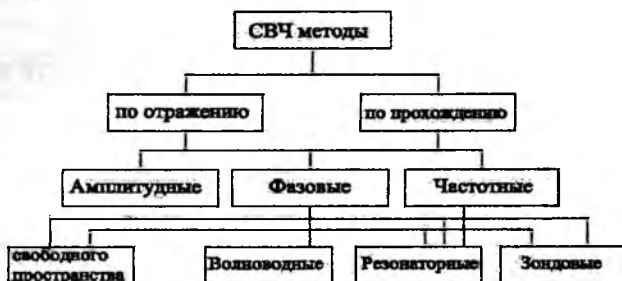 СВЧ методы
по отражению
по прохождению
Амплитудные
Фазовые
Частотные
свободного
пространства
Волноводные
Резонаторные
Зондовые